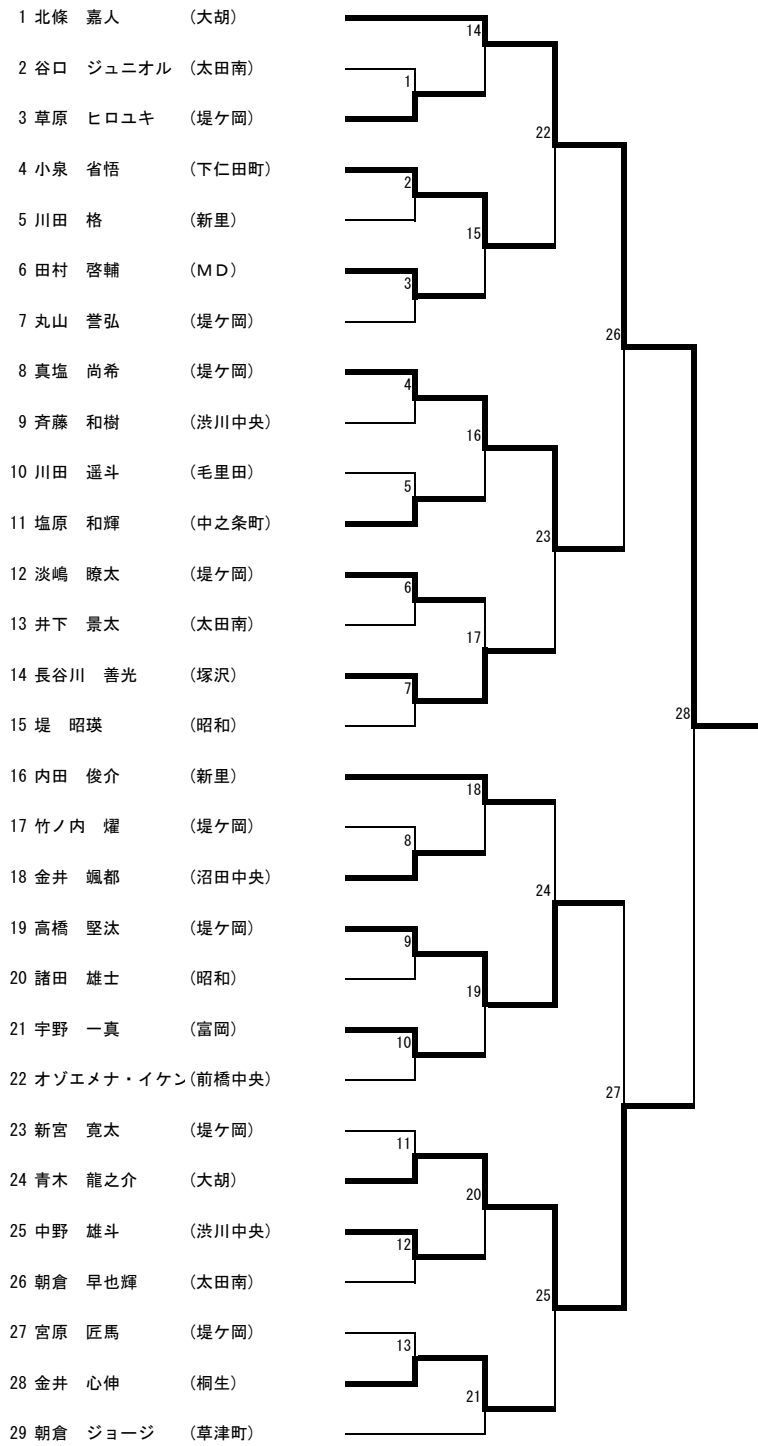 1 北條　嘉人 (大胡)
14
2 谷口　ジュニオル (太田南)
1
3 草原　ヒロユキ (堤ケ岡)
22
4 小泉　省悟 (下仁田町)
2
5 川田　格 (新里)
15
6 田村　啓輔 (ＭＤ)
3
7 丸山　誉弘 (堤ケ岡)
26
8 真塩　尚希 (堤ケ岡)
4
9 斉藤　和樹 (渋川中央)
16
10 川田　遥斗 (毛里田)
5
11 塩原　和輝 (中之条町)
23
12 淡嶋　瞭太 (堤ケ岡)
6
13 井下　景太 (太田南)
17
14 長谷川　善光 (塚沢)
7
15 堤　昭瑛 (昭和)
28
16 内田　俊介 (新里)
18
17 竹ノ内　燿 (堤ケ岡)
8
18 金井　颯都 (沼田中央)
24
19 高橋　堅汰 (堤ケ岡)
9
20 諸田　雄士 (昭和)
19
21 宇野　一真 (富岡)
10
22 オゾエメナ・イケン (前橋中央)
27
23 新宮　寛太 (堤ケ岡)
11
24 青木　龍之介 (大胡)
20
25 中野　雄斗 (渋川中央)
12
26 朝倉　早也輝 (太田南)
25
27 宮原　匠馬 (堤ケ岡)
13
28 金井　心伸 (桐生)
21
29 朝倉　ジョージ (草津町)